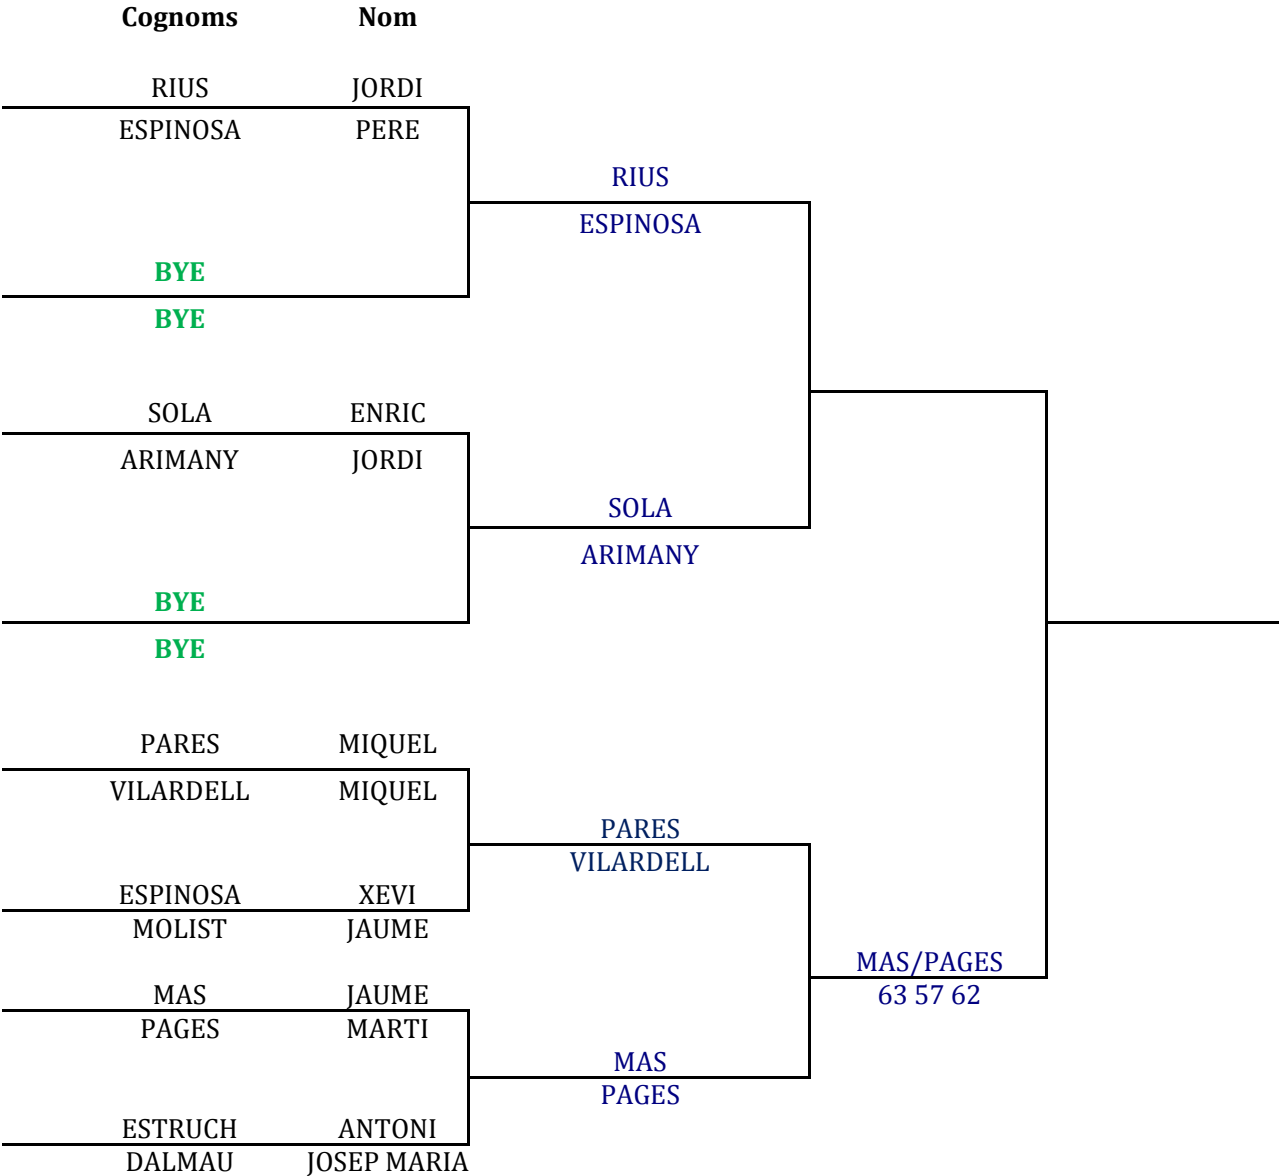 Cognoms Nom
RIUS JORDI
ESPINOSA PERE
RIUS
ESPINOSA
BYE
BYE
SOLA ENRIC
ARIMANY JORDI
SOLA
ARIMANY
BYE
BYE
PARES MIQUEL
VILARDELL MIQUEL
PARES
VILARDELL
ESPINOSA XEVI
MOLIST JAUME
MAS/PAGES
63 57 62
MAS JAUME
PAGES MARTI
MAS
PAGES
ESTRUCH ANTONI
DALMAU JOSEP MARIA